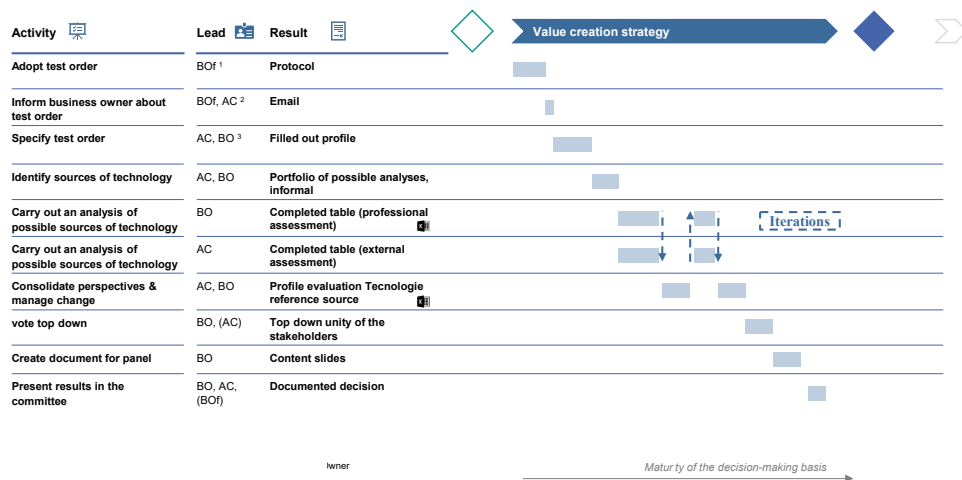 Activity Lead Result Value creation strategy
Adopt test order BOf ¹ Protocol
Inform business owner about BOf, AC ² Email
test order
Specify test order AC, BO ³ Filled out profile
Identify sources of technology AC, BO Portfolio of possible analyses,
informal
Carry out an analysis of BO Completed table (professional
possible sources of technology assessment) Iterations
Carry out an analysis of AC Completed table (external
possible sources of technology assessment)
Consolidate perspectives & AC, BO Profile evaluation Tecnologie
manage change reference source
vote top down BO, (AC) Top down unity of the
stakeholders
Create document for panel BO Content slides
Present results in the BO, AC, Documented decision
committee (BOf)
wner Matur ty of the decision-making basis